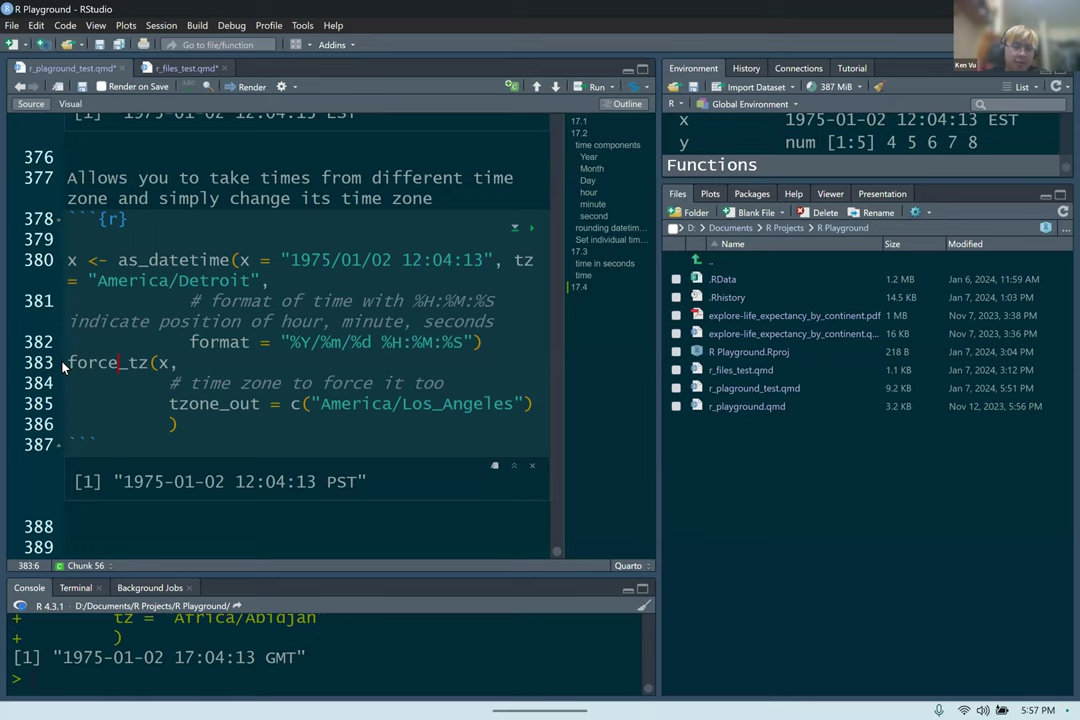 R Playground - RStudio
File Edit Code View Plots Session Build Debug Profile Tools Help
Go to file/function Addins
r_plaground_test.qmd* r_files_test.qmd*
Render on Save ABC Render Run
Source Visual Outline
[1] "1975-01-02 12:04:13 EST"
376
377 Allows you to take times from different time
zone and simply change its time zone
378 ```{r}
379
380 x <- as_datetime(x = "1975/01/02 12:04:13", tz
= "America/Detroit",
381 # format of time with %H:%M:%S
indicate position of hour, minute, seconds
382 format = "%Y/%m/%d %H:%M:%S")
383 force_tz(x,
384 # time zone to force it too
385 tzone_out = c("America/Los_Angeles")
386 )
387 ```
[1] "1975-01-02 12:04:13 PST"
388
389
383:6 Chunk 56 Quarto
17.1
17.2
time components
Year
Month
Day
hour
minute
second
rounding datetim...
Set individual tim...
17.3
time in seconds
time
17.4
Console Terminal Background Jobs
R 4.3.1 · D:/Documents/R Projects/R Playground/
+ tz = "Africa/Abidjan"
+ )
[1] "1975-01-02 17:04:13 GMT"
>
Ken Vu
Environment History Connections Tutorial
Import Dataset 387 MiB List
R Global Environment
x 1975-01-02 12:04:13 EST
y num [1:5] 4 5 6 7 8
Functions
Files Plots Packages Help Viewer Presentation
Folder Blank File Delete Rename
D: Documents R Projects R Playground ...
Name Size Modified
..
.RData 1.2 MB Jan 6, 2024, 11:59 AM
.Rhistory 14.5 KB Jan 7, 2024, 1:03 PM
explore-life_expectancy_by_continent.pdf 1 MB Nov 7, 2023, 3:38 PM
explore-life_expectancy_by_continent.q... 16 KB Nov 7, 2023, 3:34 PM
R Playground.Rproj 218 B Jan 7, 2024, 3:04 PM
r_files_test.qmd 9 KB Jan 7, 2024, 3:04 PM
r_plaground_test.qmd 9.2 KB Jan 7, 2024, 5:51 PM
r_playground.qmd 3.2 KB Nov 12, 2023, 5:56 PM
5:57 PM